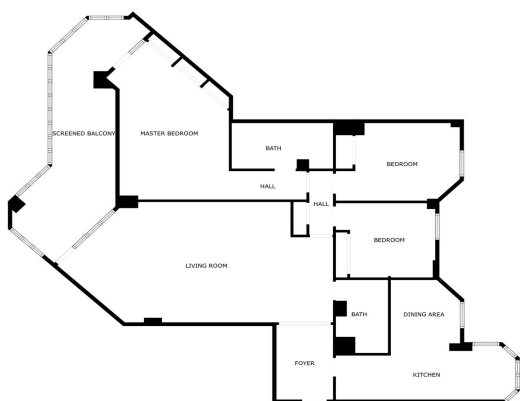 SCREENED BALCONY
MASTER BEDROOM
BATH
BEDROOM
HALL
HALL
BEDROOM
LIVING ROOM
BATH
DINING AREA
FOYER
KITCHEN